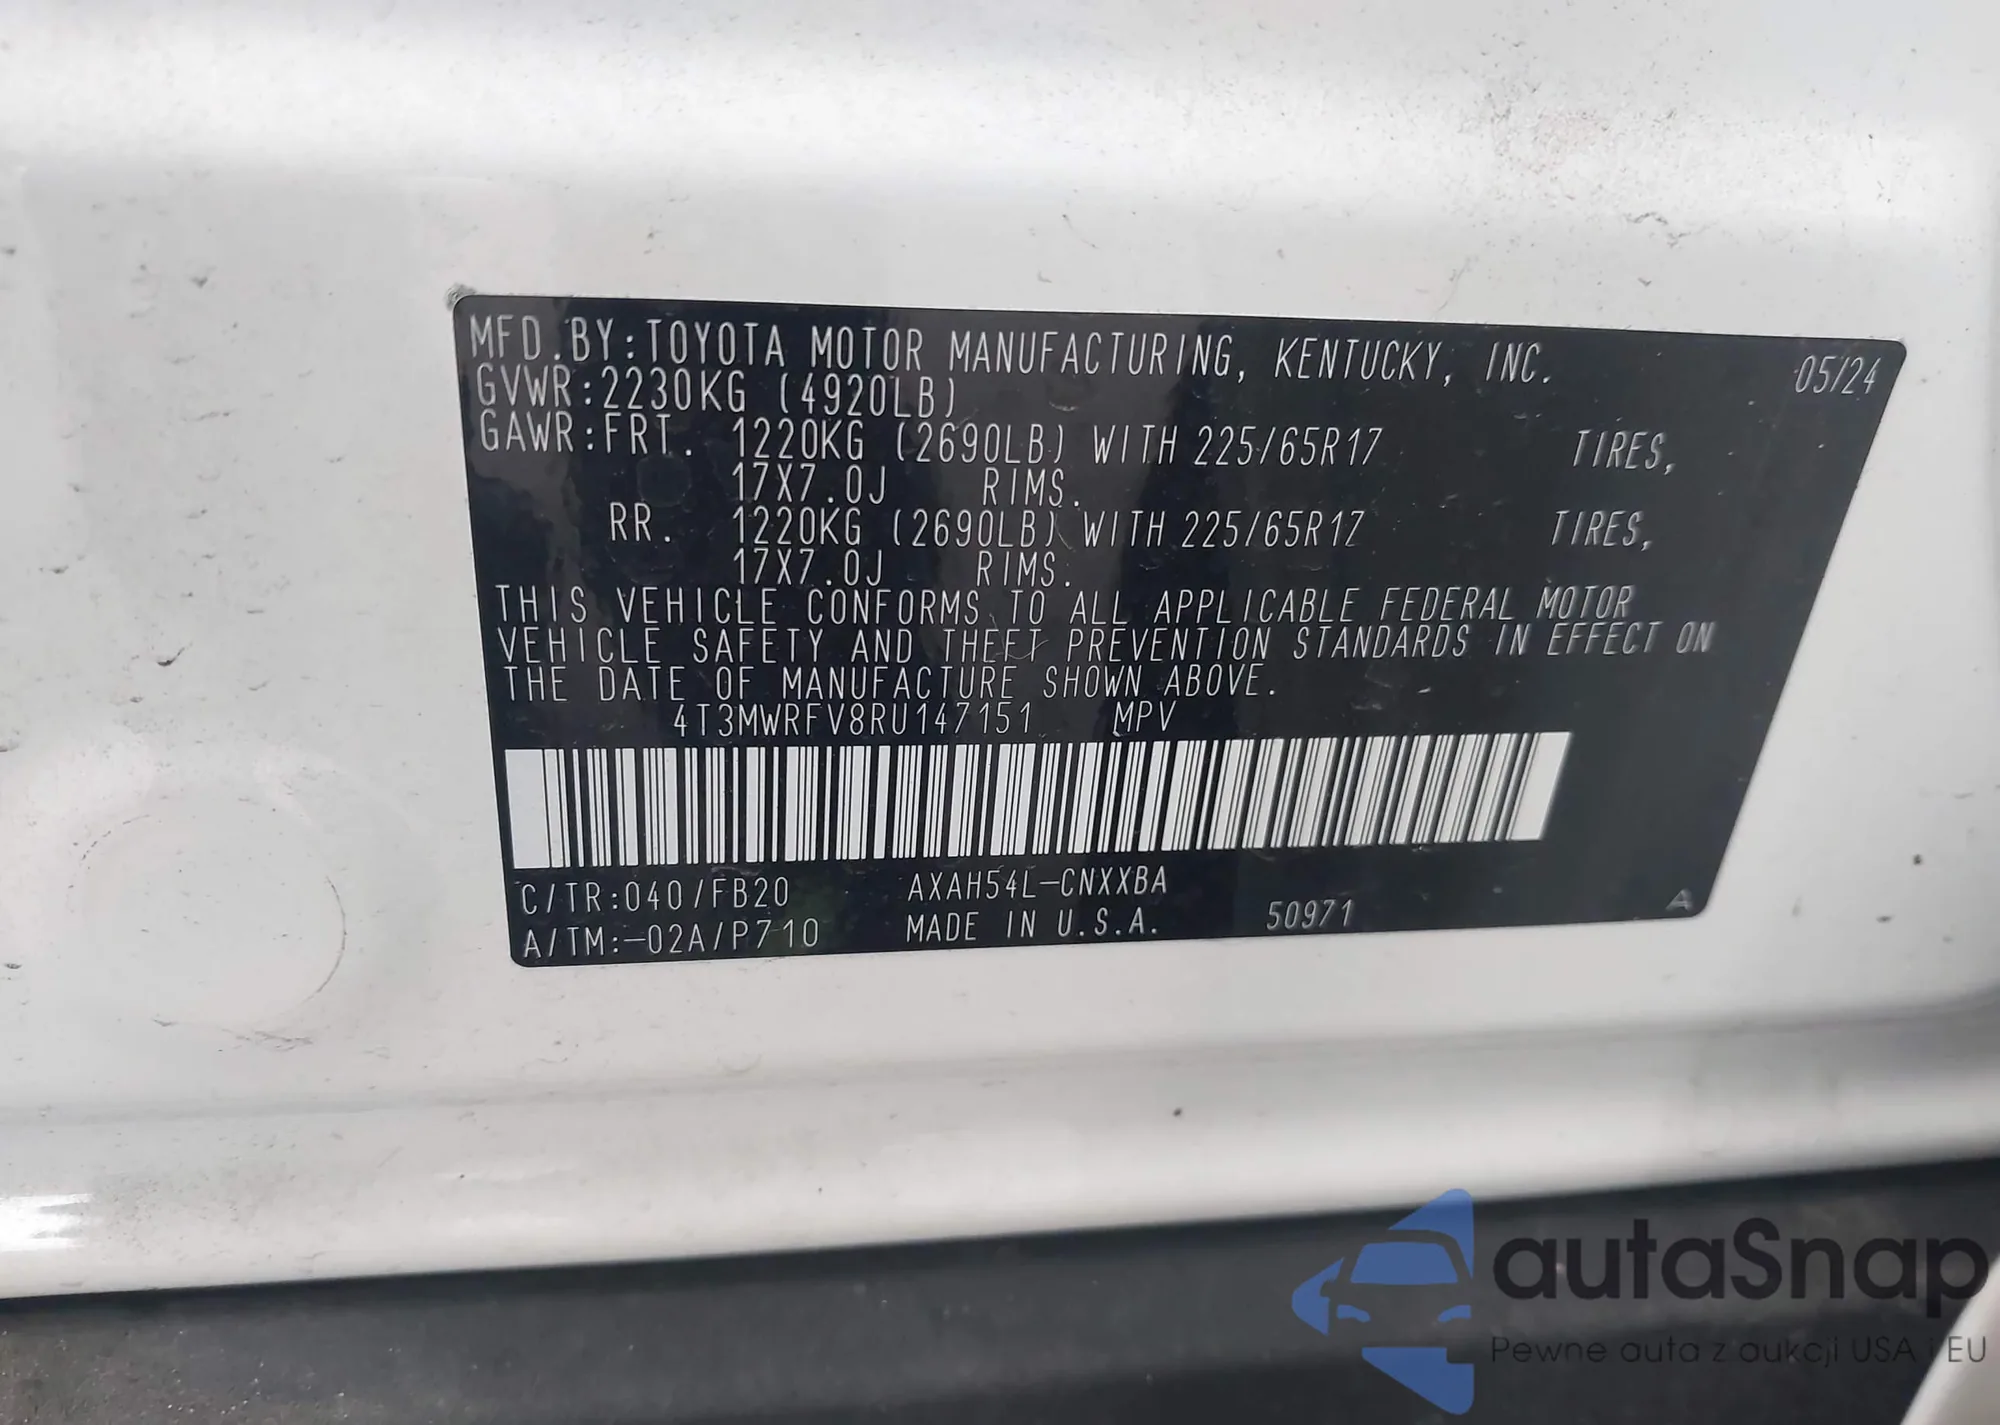 MFD.BY:TOYOTA MOTOR MANUFACTURING, KENTUCKY, INC. 05/24
GVWR:2230KG (4920LB)
GAWR:FRT. 1220KG (2690LB) WITH 225/65R17 TIRES,
17X7.0J RIMS.
RR. 1220KG (2690LB) WITH 225/65R17 TIRES,
17X7.0J RIMS.
THIS VEHICLE CONFORMS TO ALL APPLICABLE FEDERAL MOTOR
VEHICLE SAFETY AND THEFT PREVENTION STANDARDS IN EFFECT ON
THE DATE OF MANUFACTURE SHOWN ABOVE.
4T3MWRFV8RU147151 MPV
C/TR:040/FB20 AXAH54L-CNXXBA
A/TM:-02A/P710 MADE IN U.S.A. 50971 A
autaSnap
Pewne auta z aukcji USA i EU